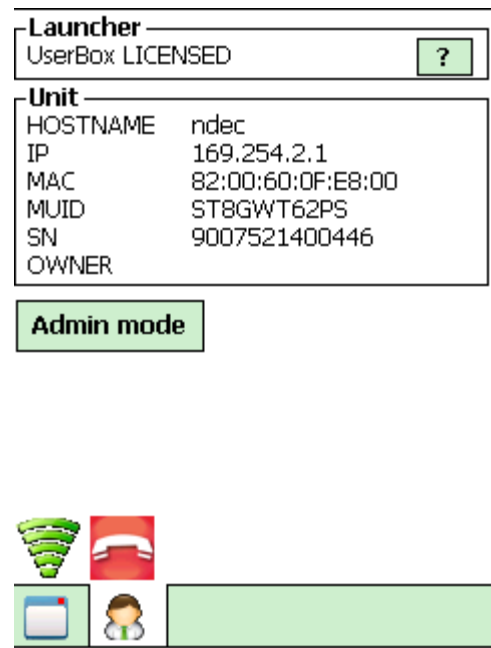 Launcher
UserBox LICENSED ?
Unit
HOSTNAME ndec
IP 169.254.2.1
MAC 82:00:60:0F:E8:00
MUID ST8GWT62PS
SN 9007521400446
OWNER
Admin mode